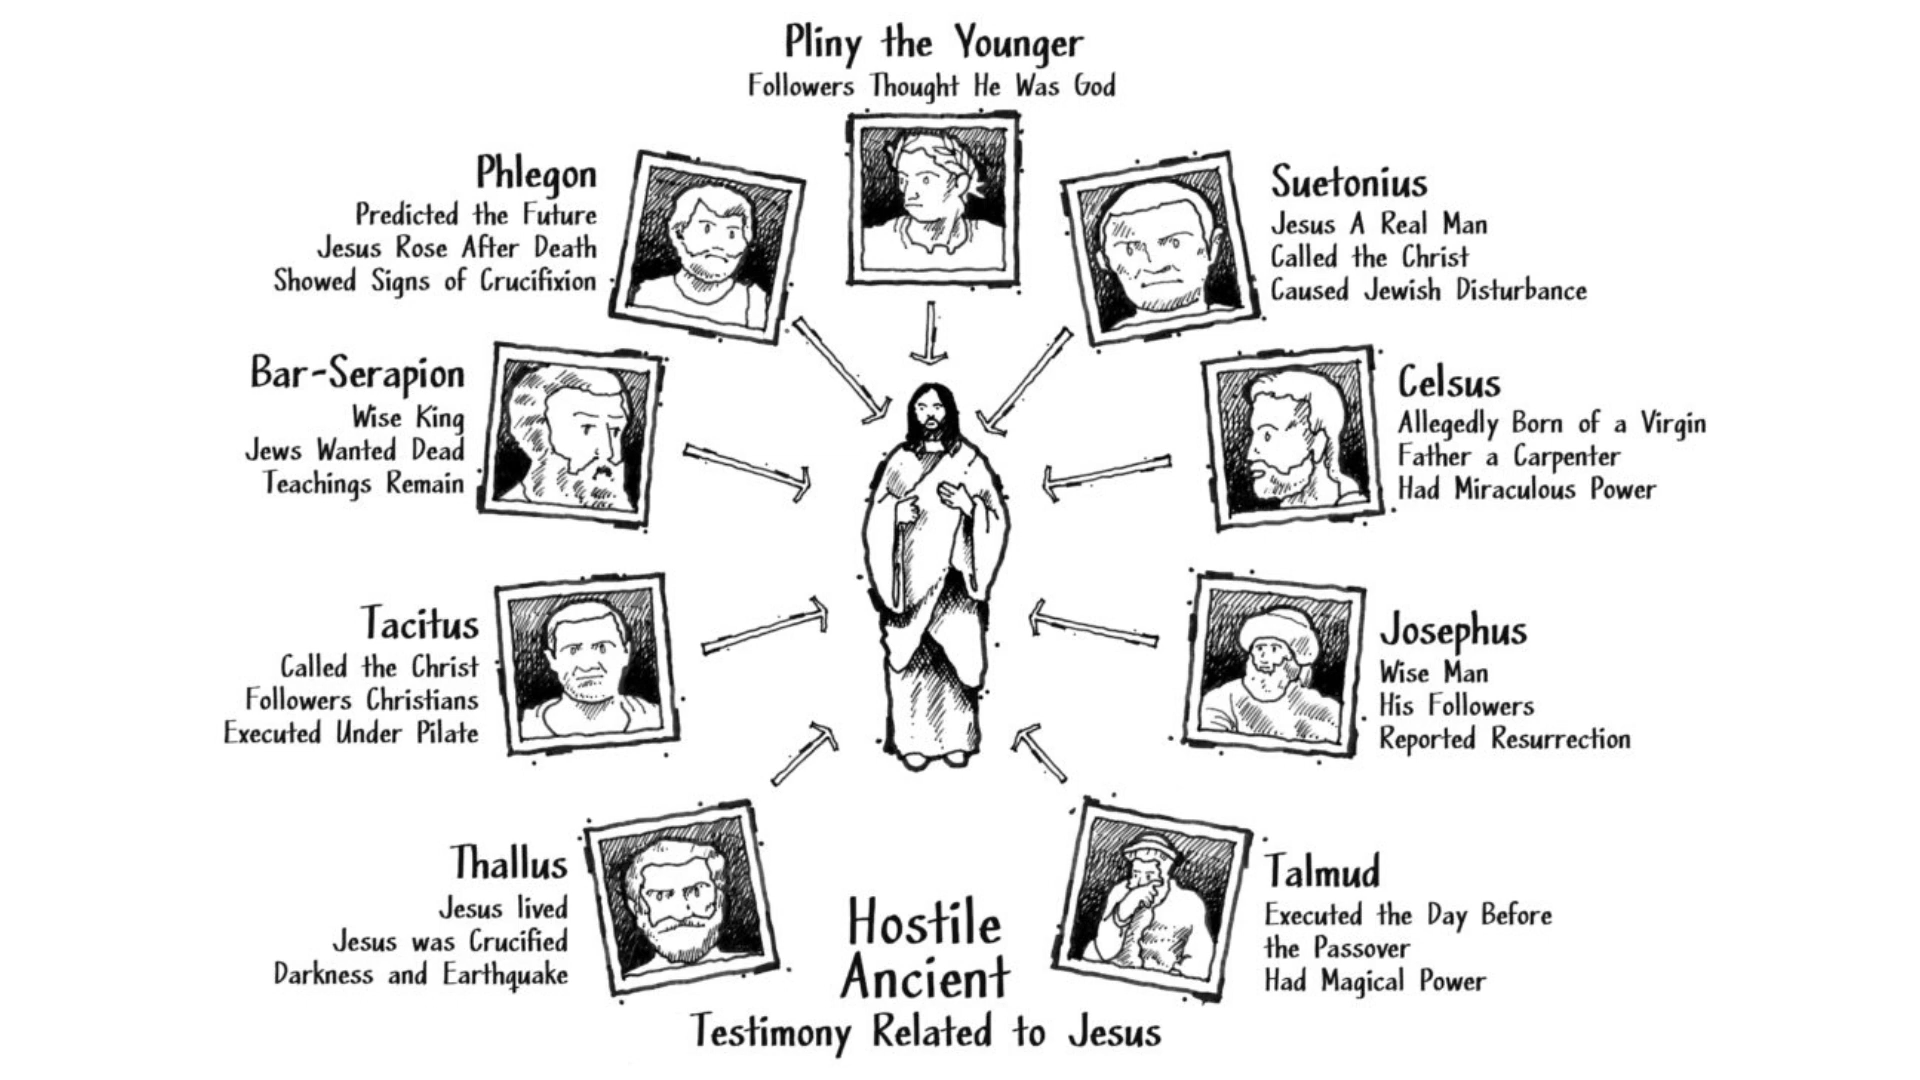 Pliny the Younger
Followers Thought He Was God
Phlegon
Predicted the Future
Jesus Rose After Death
Showed Signs of Crucifixion
Suetonius
Jesus A Real Man
Called the Christ
Caused Jewish Disturbance
Bar-Serapion
Wise King
Jews Wanted Dead
Teachings Remain
Celsus
Allegedly Born of a Virgin
Father a Carpenter
Had Miraculous Power
Tacitus
Called the Christ
Followers Christians
Executed Under Pilate
Josephus
Wise Man
His Followers
Reported Resurrection
Thallus
Jesus lived
Jesus was Crucified
Darkness and Earthquake
Talmud
Executed the Day Before
the Passover
Had Magical Power
Hostile
Ancient
Testimony Related to Jesus